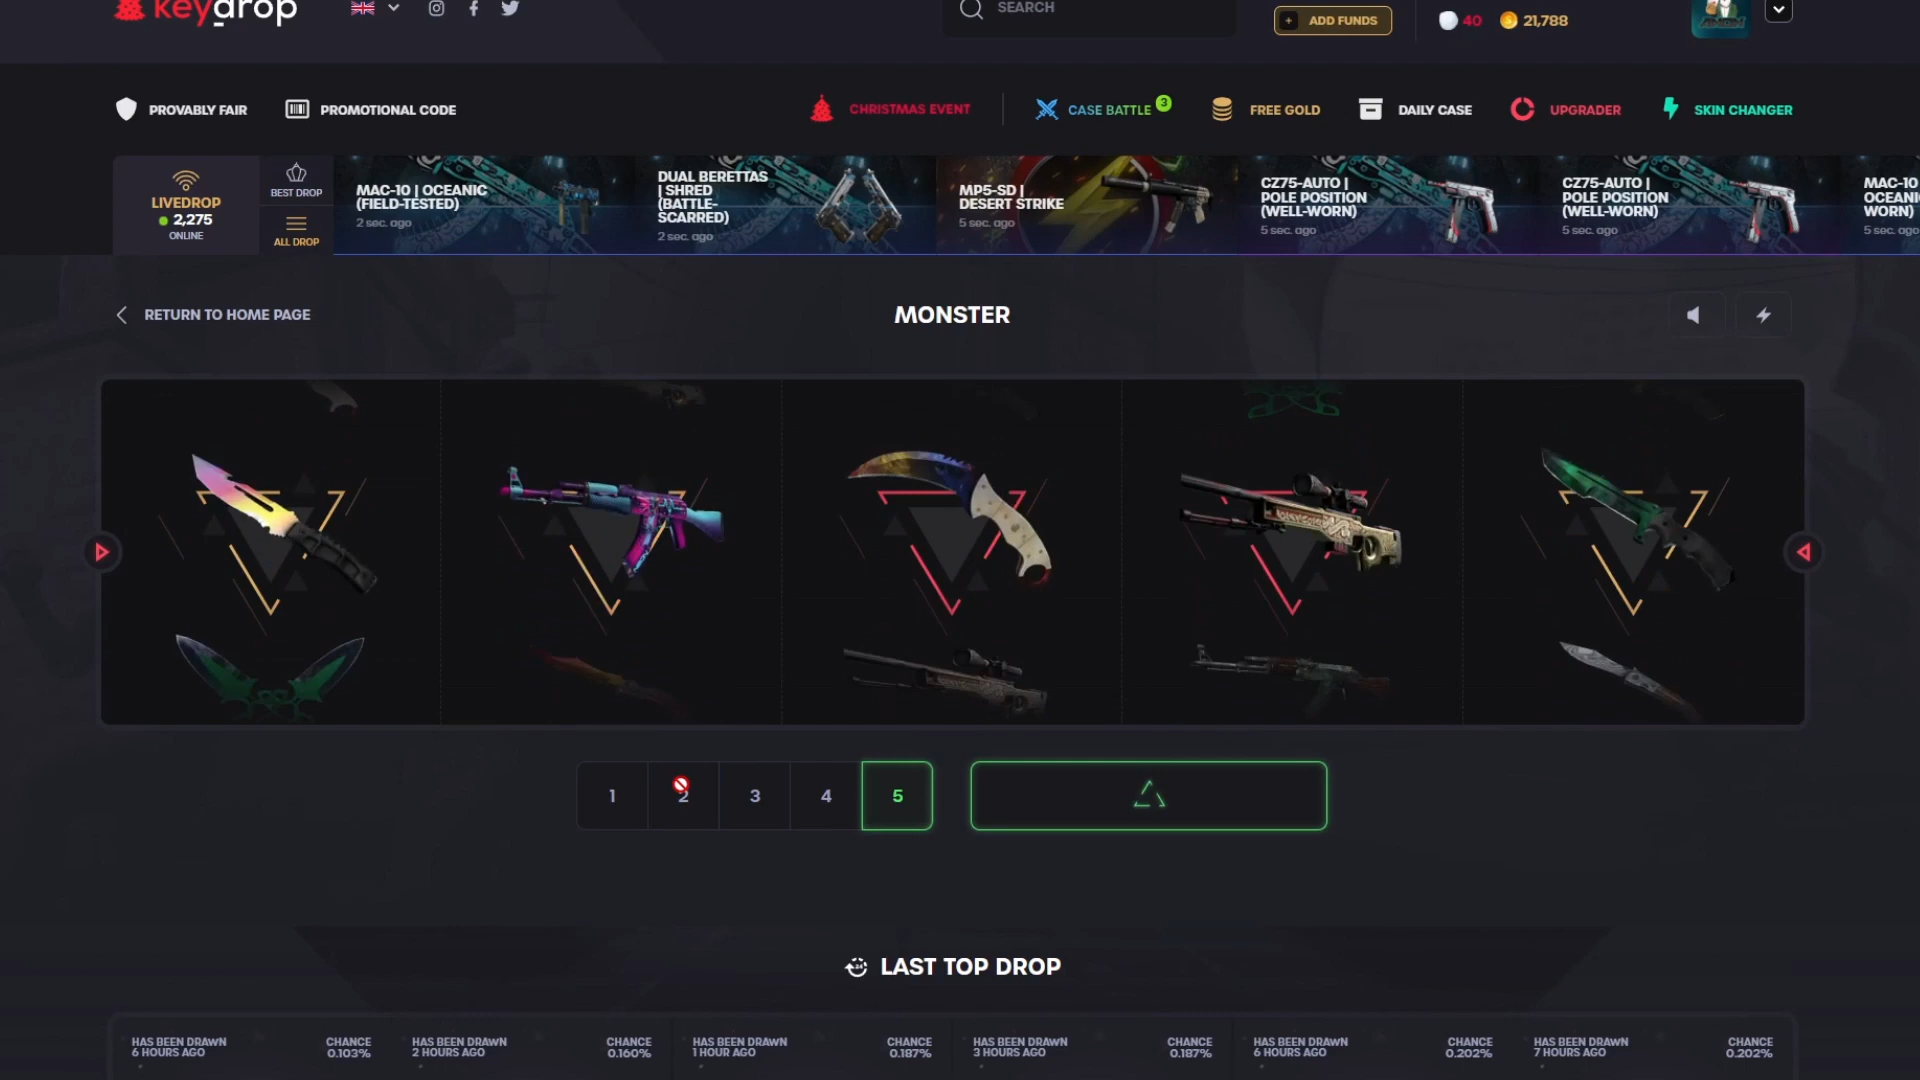 keydrop
SEARCH
+ ADD FUNDS
40
21,788
PROVABLY FAIR
PROMOTIONAL CODE
CHRISTMAS EVENT
CASE BATTLE 3
FREE GOLD
DAILY CASE
UPGRADER
SKIN CHANGER
LIVEDROP
2,275
ONLINE
BEST DROP
ALL DROP
MAC-10 | OCEANIC
(FIELD-TESTED)
2 sec. ago
DUAL BERETTAS
| SHRED
(BATTLE-
SCARRED)
2 sec. ago
MP5-SD |
DESERT STRIKE
5 sec. ago
CZ75-AUTO |
POLE POSITION
(WELL-WORN)
5 sec. ago
CZ75-AUTO |
POLE POSITION
(WELL-WORN)
5 sec. ago
MAC-10
OCEANI
WORN)
5 sec. ago
RETURN TO HOME PAGE
MONSTER
1
2
3
4
5
LAST TOP DROP
HAS BEEN DRAWN
6 HOURS AGO
CHANCE
0.103%
HAS BEEN DRAWN
2 HOURS AGO
CHANCE
0.160%
HAS BEEN DRAWN
1 HOUR AGO
CHANCE
0.187%
HAS BEEN DRAWN
3 HOURS AGO
CHANCE
0.187%
HAS BEEN DRAWN
6 HOURS AGO
CHANCE
0.202%
HAS BEEN DRAWN
7 HOURS AGO
CHANCE
0.202%